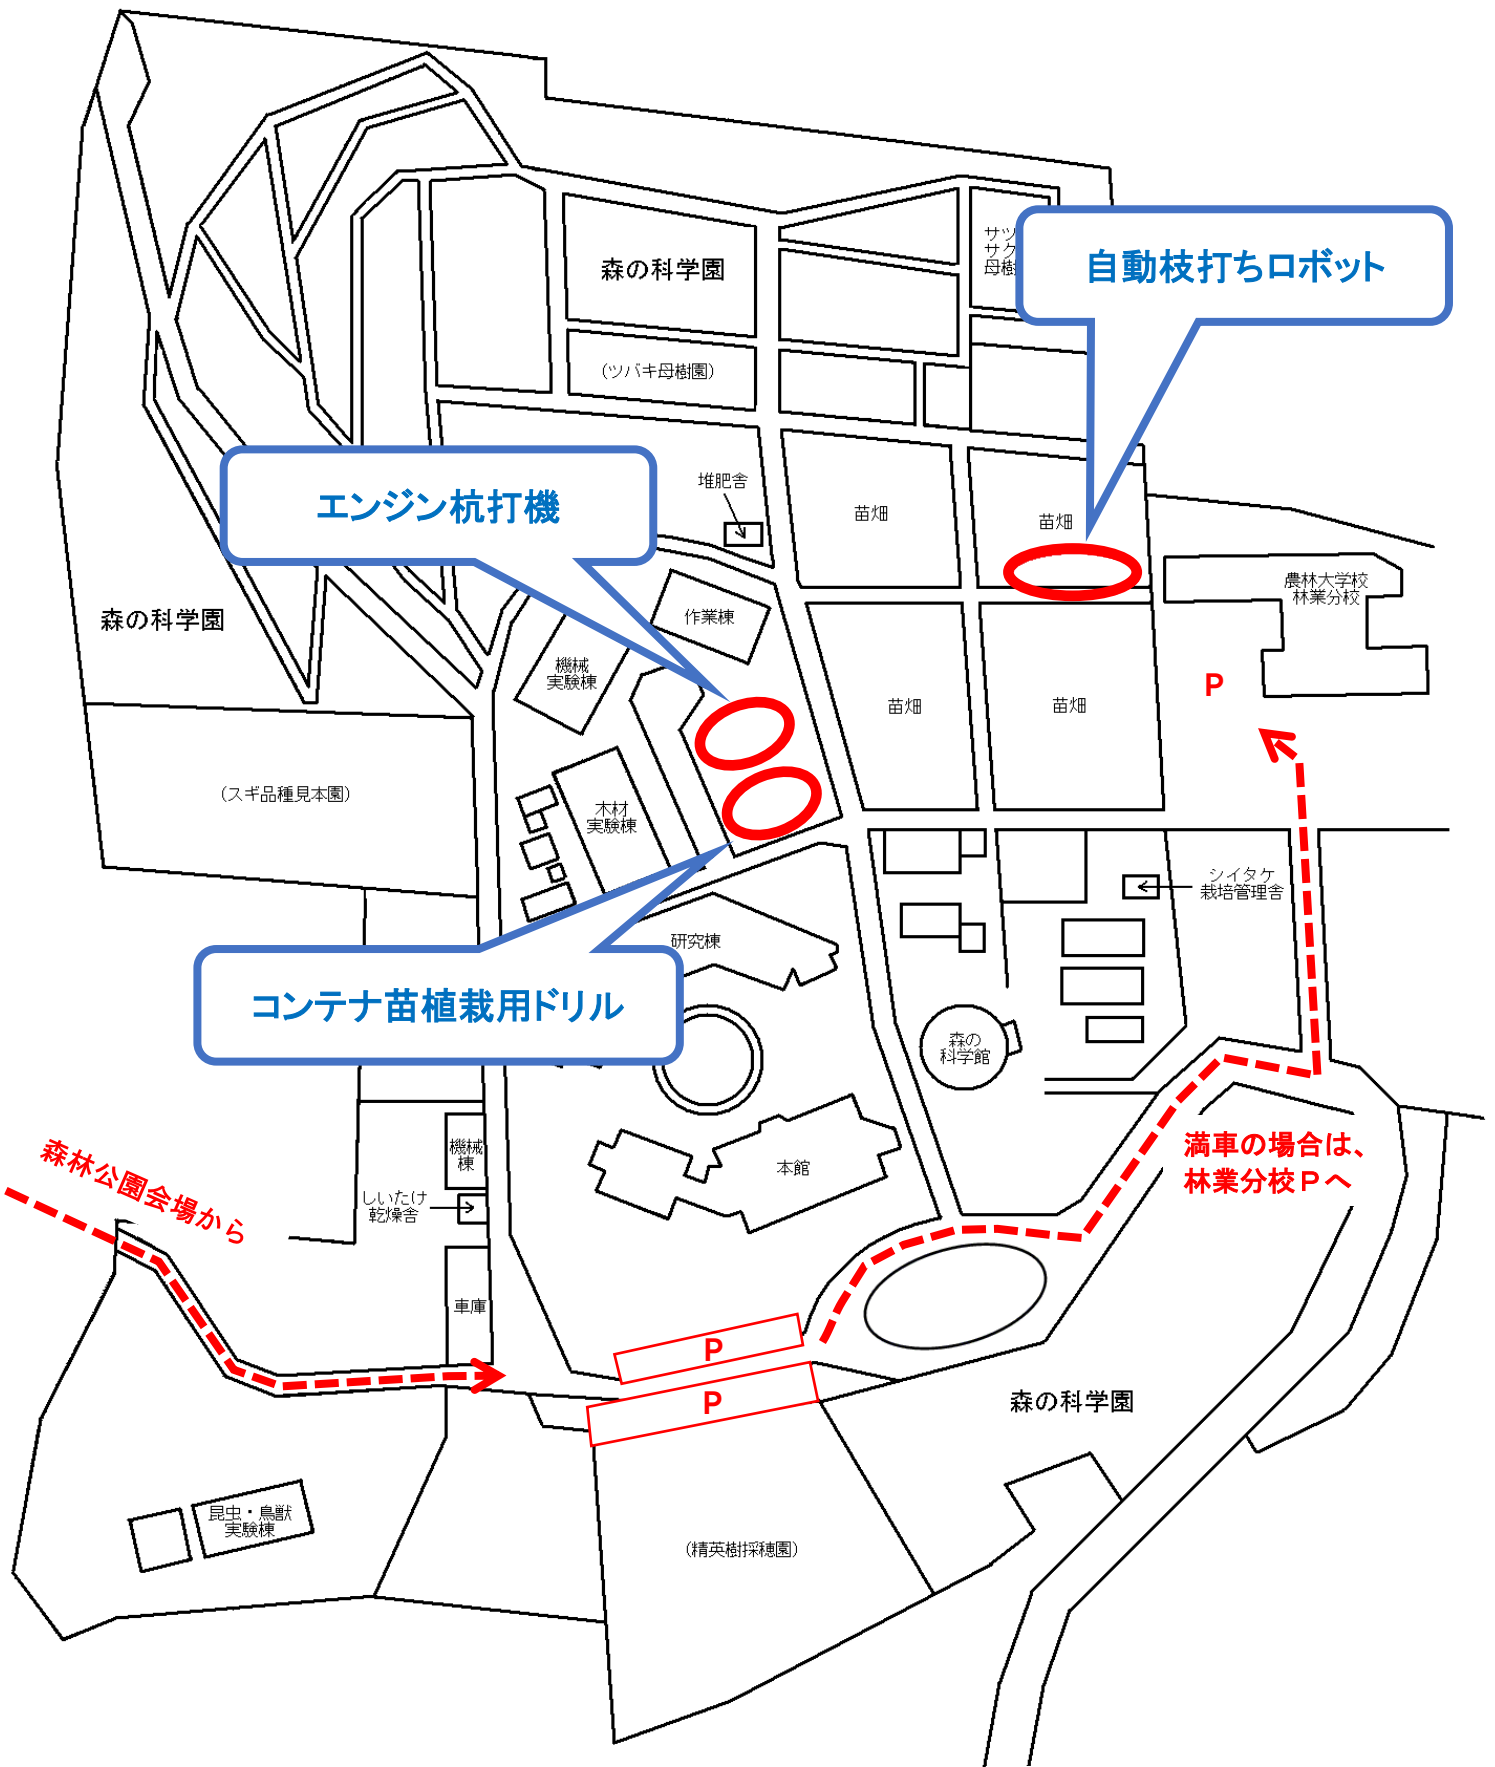 サツ
サク
母樹
自動枝打ちロボット
森の科学園
(ツバキ母樹園)
エンジン杭打機
堆肥舎
苗畑
苗畑
農林大学校
林業分校
森の科学園
作業棟
機械
実験棟
P
苗畑
苗畑
(スギ品種見本園)
木材
実験棟
シイタケ
栽培管理舎
研究棟
コンテナ苗植栽用ドリル
森の
科学館
機械
棟
満車の場合は、
林業分校Pへ
森林公園会場から
本館
しいたけ
乾燥舎
車庫
P
P
森の科学園
昆虫・鳥獣
実験棟
(精英樹採穂園)